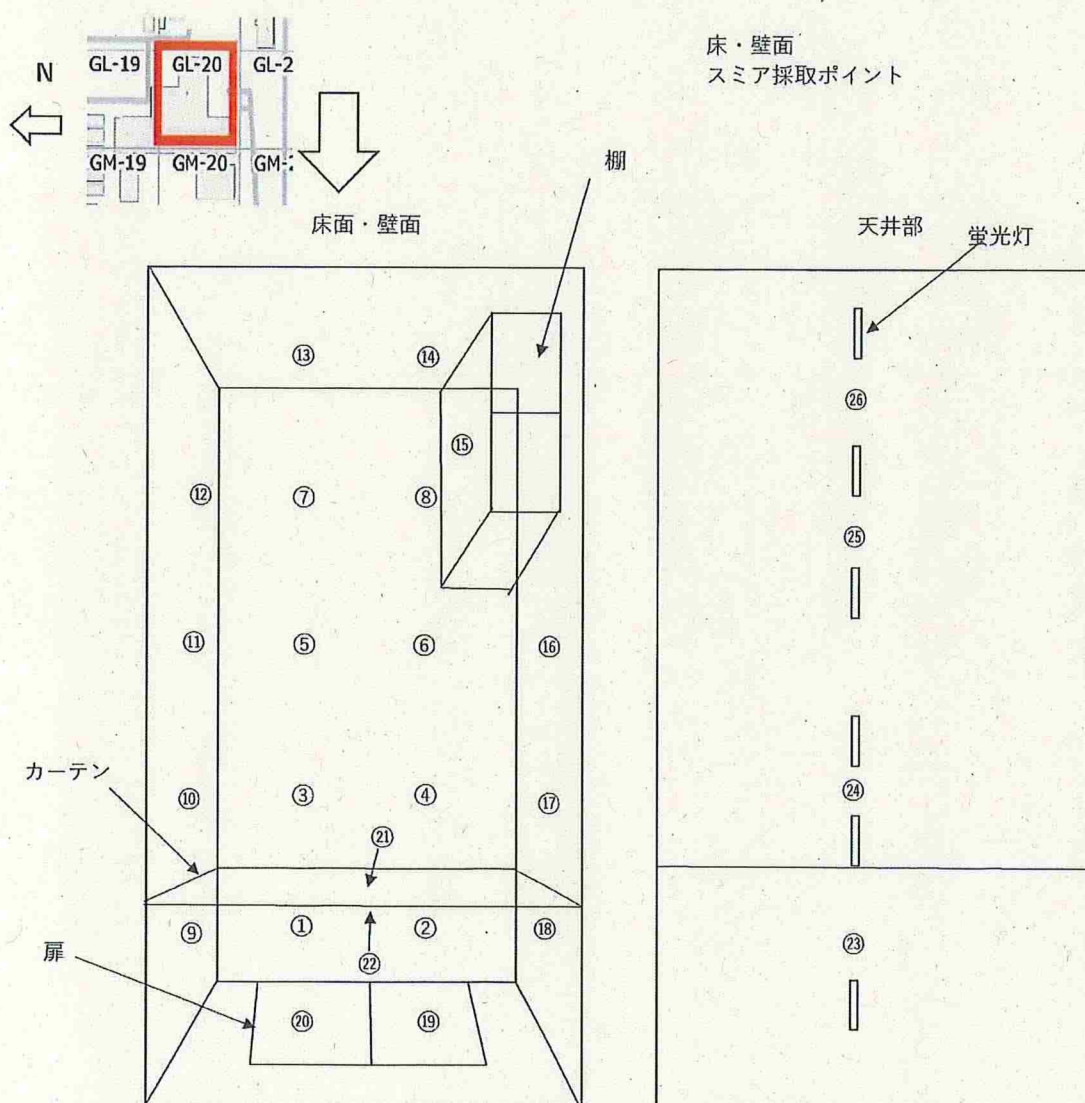 床・壁面
スミア採取ポイント
GL-19 GL-20 GL-2
N
GM-19 GM-20
棚
床面・壁面
天井部
蛍光灯
⑬ ⑭
㉖
⑮
⑫ ⑦ ⑧
㉕
⑪ ⑤ ⑥ ⑯
カーテン
⑩ ③ ④ ⑰
㉔
㉑
⑨ ① ② ⑱
㉓
扉
㉒
⑳ ⑲